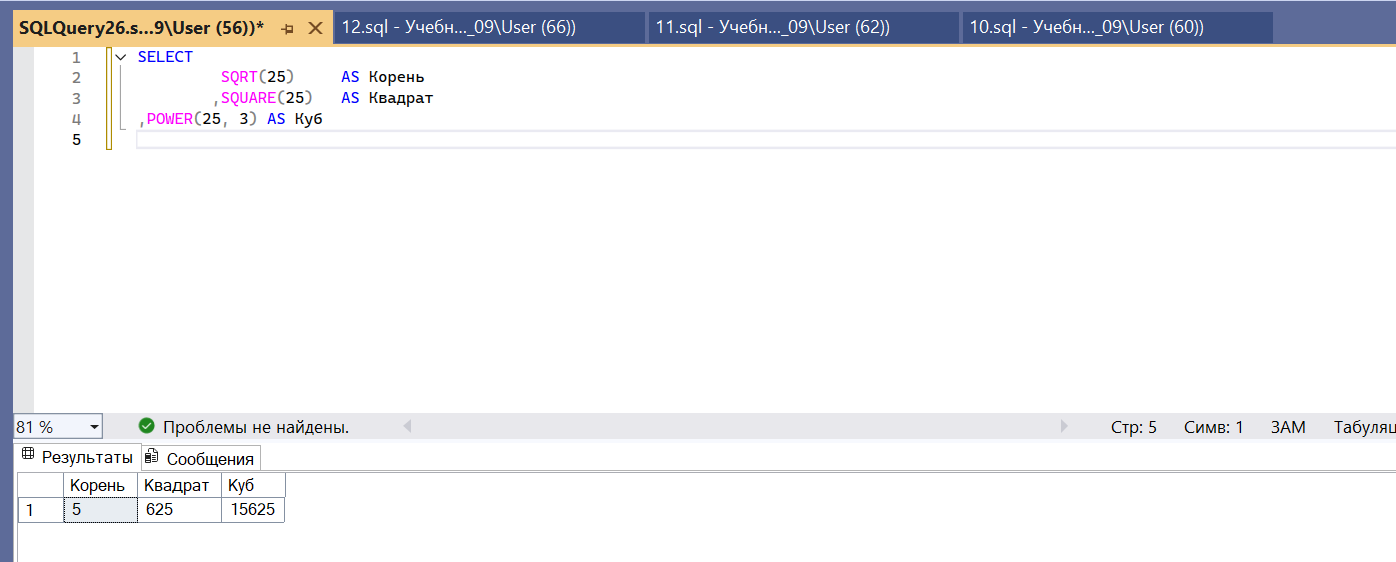 SQLQuery26.s...9\User (56))* 12.sql - Учебн..._09\User (66)) 11.sql - Учебн..._09\User (62)) 10.sql - Учебн..._09\User (60))
1 SELECT
2 SQRT(25) AS Корень
3 ,SQUARE(25) AS Квадрат
4 ,POWER(25, 3) AS Куб
5
81 % Проблемы не найдены. Стр: 5 Симв: 1 ЗАМ Табуляц
Результаты Сообщения
Корень Квадрат Куб
1 5 625 15625